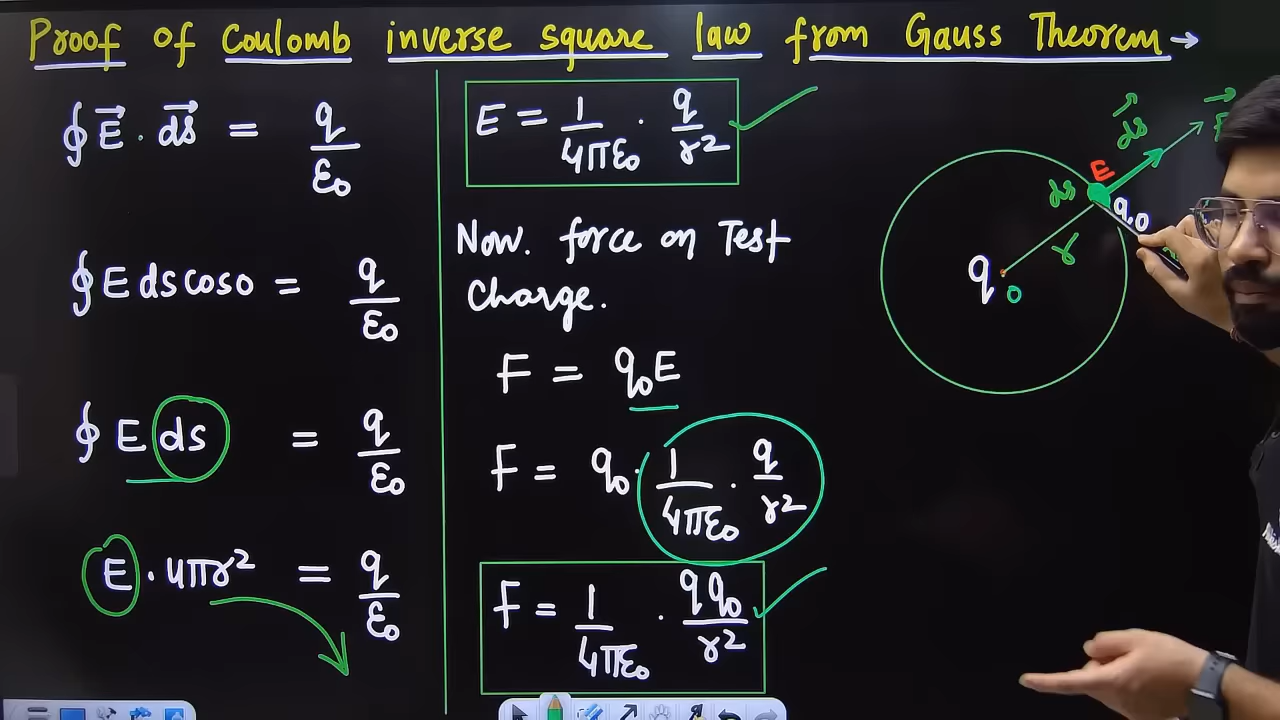 Proof of Coulomb inverse square law from Gauss Theorem →
∮ E⃗ . ds⃗ = q/ε₀
∮ E ds cos0 = q/ε₀
∮ E ds = q/ε₀
E . 4πr² = q/ε₀
E = 1/4πε₀ . q/r²
Now. force on Test
Charge.
F = q₀E
F = q₀ . 1/4πε₀ . q/r²
F = 1/4πε₀ . qq₀/r²
ds⃗
E
ds
q₀
r
q
O